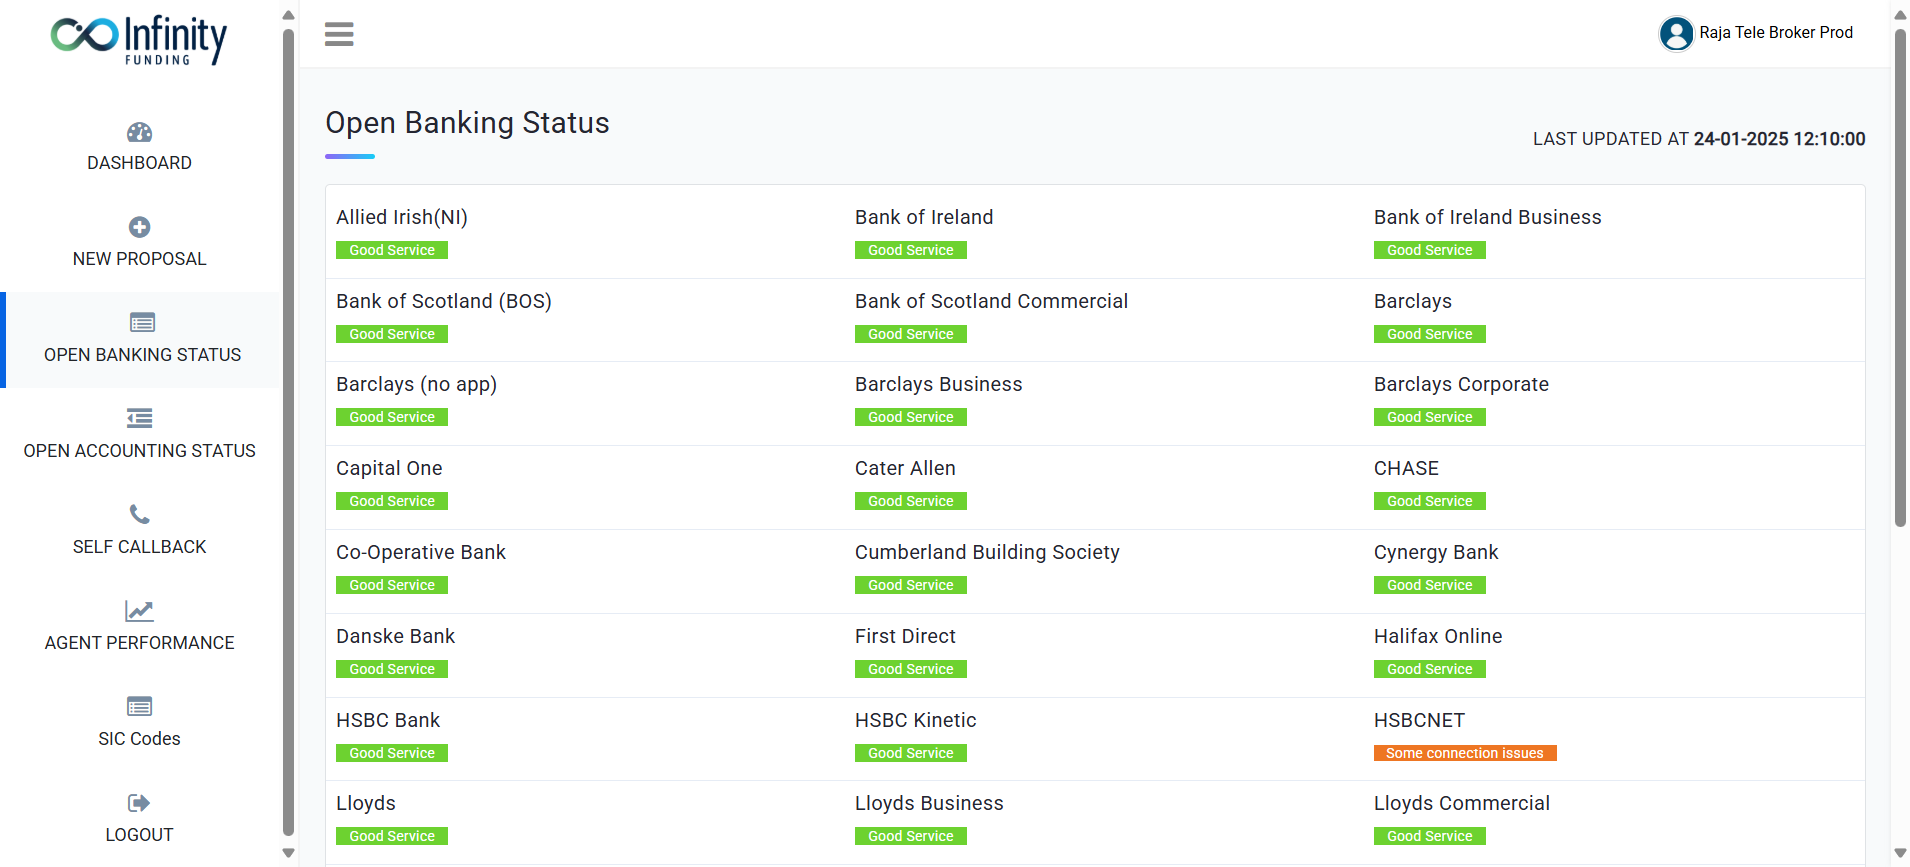 Infinity
FUNDING
Raja Tele Broker Prod
DASHBOARD
NEW PROPOSAL
OPEN BANKING STATUS
OPEN ACCOUNTING STATUS
SELF CALLBACK
AGENT PERFORMANCE
SIC Codes
LOGOUT
Open Banking Status
LAST UPDATED AT 24-01-2025 12:10:00
Allied Irish(NI)
Good Service
Bank of Ireland
Good Service
Bank of Ireland Business
Good Service
Bank of Scotland (BOS)
Good Service
Bank of Scotland Commercial
Good Service
Barclays
Good Service
Barclays (no app)
Good Service
Barclays Business
Good Service
Barclays Corporate
Good Service
Capital One
Good Service
Cater Allen
Good Service
CHASE
Good Service
Co-Operative Bank
Good Service
Cumberland Building Society
Good Service
Cynergy Bank
Good Service
Danske Bank
Good Service
First Direct
Good Service
Halifax Online
Good Service
HSBC Bank
Good Service
HSBC Kinetic
Good Service
HSBCNET
Some connection issues
Lloyds
Good Service
Lloyds Business
Good Service
Lloyds Commercial
Good Service